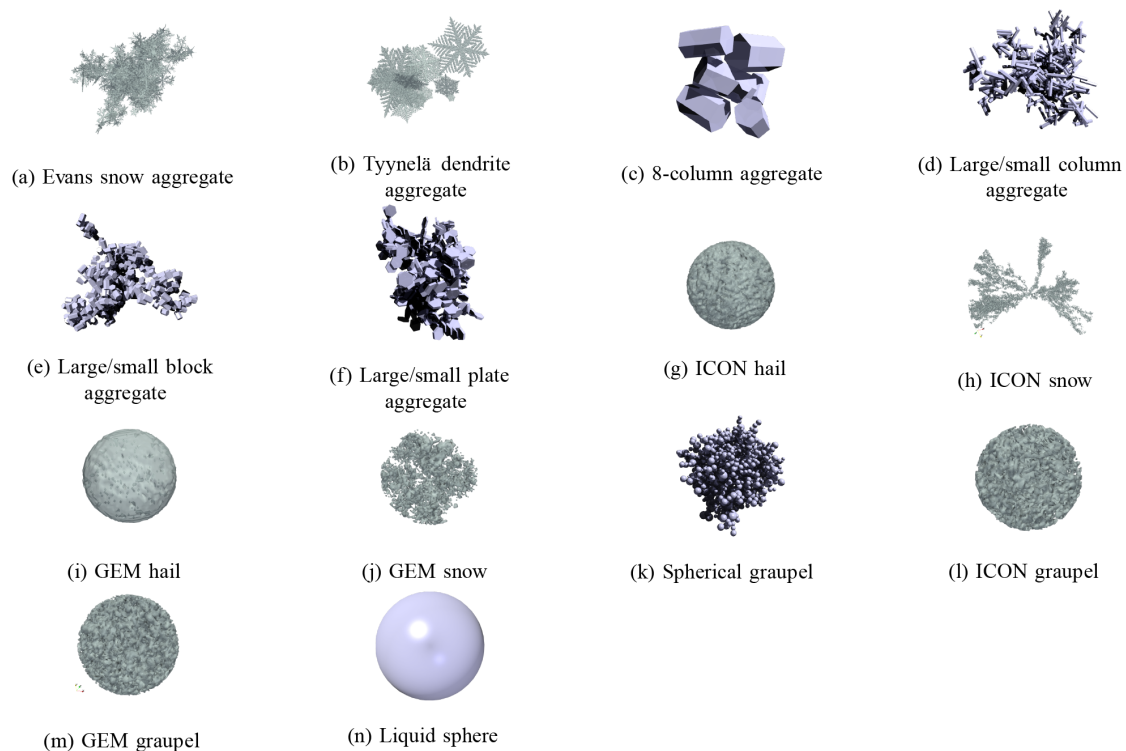 (a) Evans snow aggregate
(b) Tyynelä dendrite
aggregate
(c) 8-column aggregate
(d) Large/small column
aggregate
(e) Large/small block
aggregate
(f) Large/small plate
aggregate
(g) ICON hail
(h) ICON snow
(i) GEM hail
(j) GEM snow
(k) Spherical graupel
(l) ICON graupel
(m) GEM graupel
(n) Liquid sphere